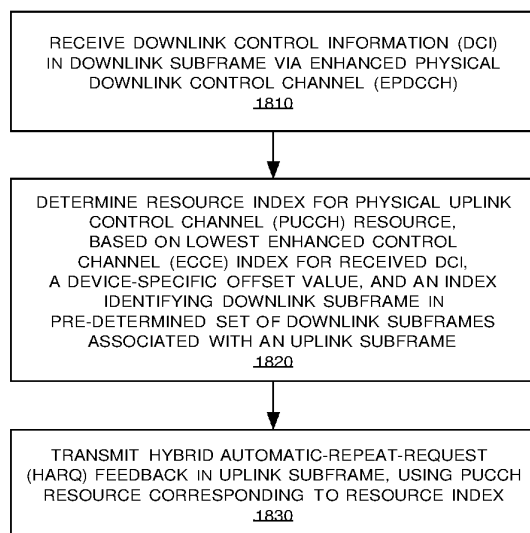 RECEIVE DOWNLINK CONTROL INFORMATION (DCI)
IN DOWNLINK SUBFRAME VIA ENHANCED PHYSICAL
DOWNLINK CONTROL CHANNEL (EPDCCH)
1810
DETERMINE RESOURCE INDEX FOR PHYSICAL UPLINK
CONTROL CHANNEL (PUCCH) RESOURCE,
BASED ON LOWEST ENHANCED CONTROL
CHANNEL (ECCE) INDEX FOR RECEIVED DCI,
A DEVICE-SPECIFIC OFFSET VALUE, AND AN INDEX
IDENTIFYING DOWNLINK SUBFRAME IN
PRE-DETERMINED SET OF DOWNLINK SUBFRAMES
ASSOCIATED WITH AN UPLINK SUBFRAME
1820
TRANSMIT HYBRID AUTOMATIC-REPEAT-REQUEST
(HARQ) FEEDBACK IN UPLINK SUBFRAME, USING PUCCH
RESOURCE CORRESPONDING TO RESOURCE INDEX
1830